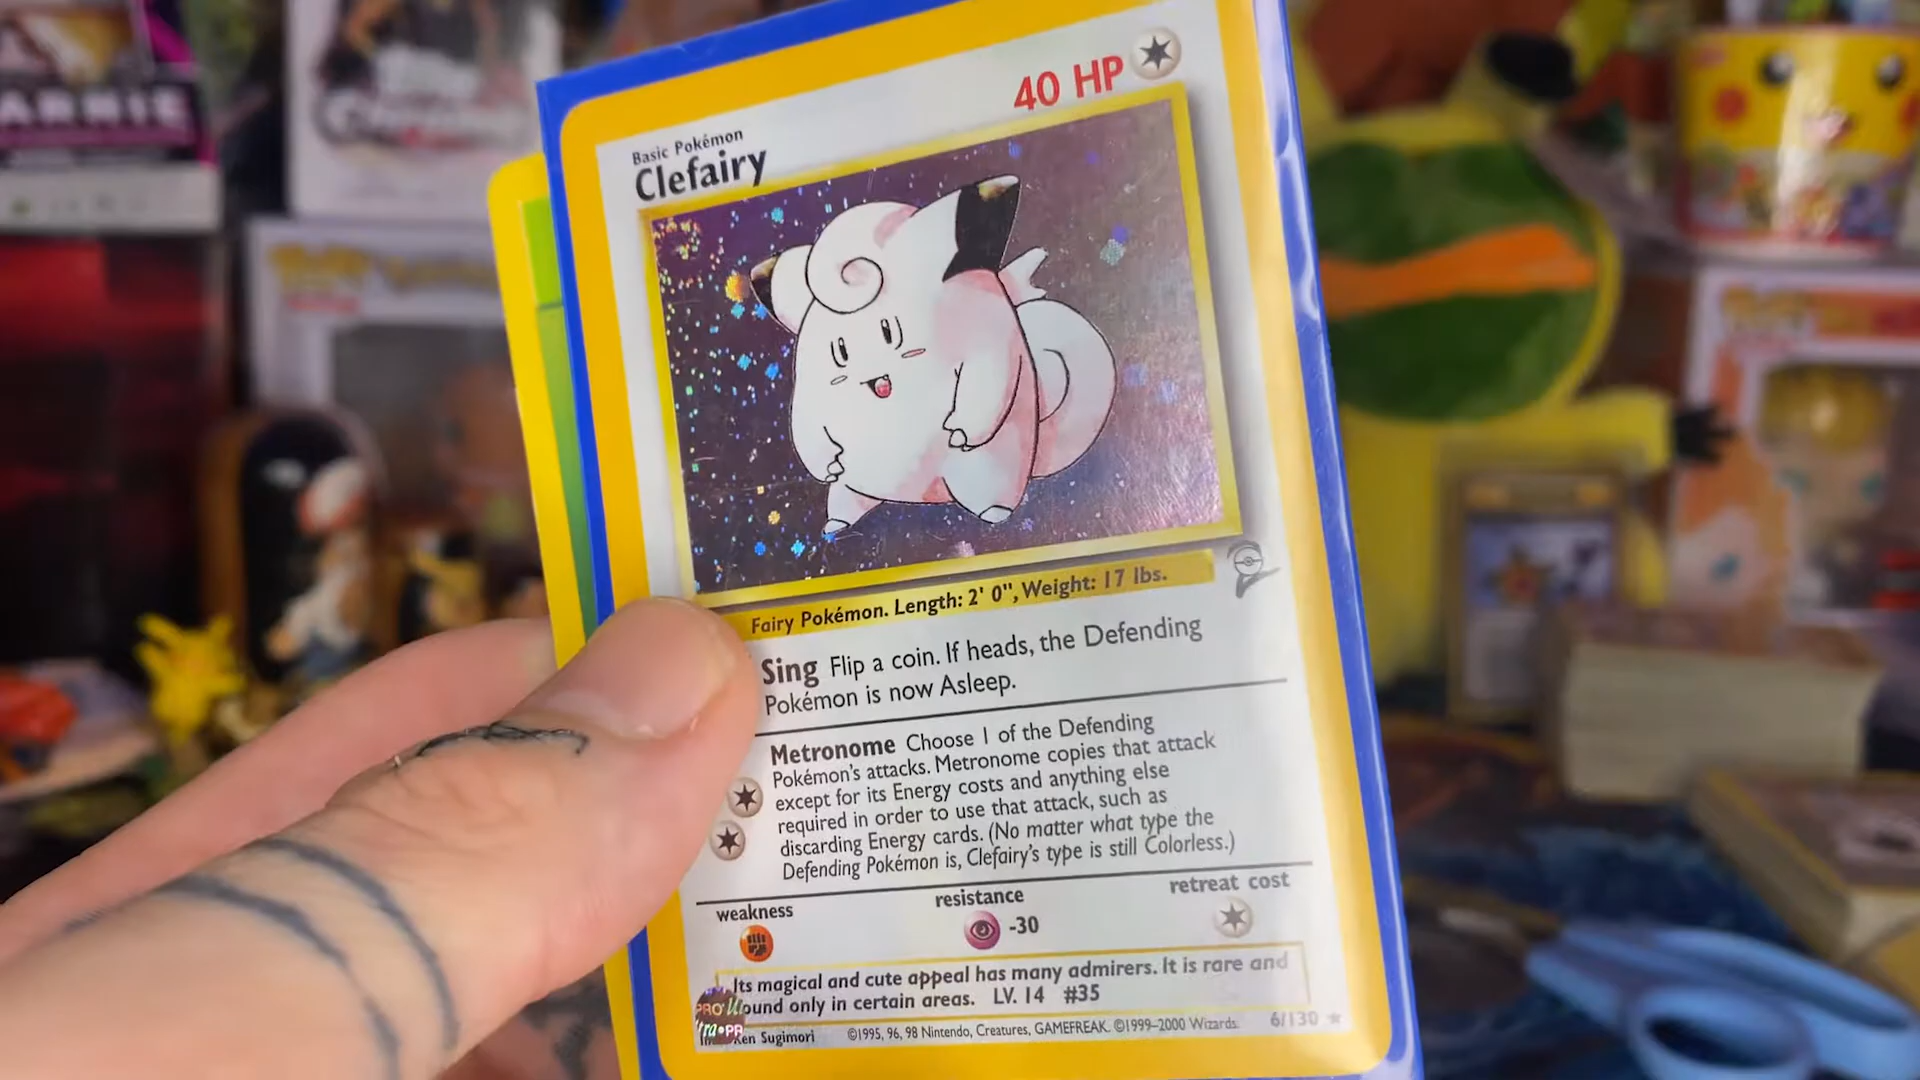 ARNIE
40 HP
Basic Pokémon
Clefairy
Fairy Pokémon. Length: 2' 0", Weight: 17 lbs.
Sing Flip a coin. If heads, the Defending
Pokémon is now Asleep.
Metronome Choose 1 of the Defending
Pokémon's attacks. Metronome copies that attack
except for its Energy costs and anything else
required in order to use that attack, such as
discarding Energy cards. (No matter what type the
Defending Pokémon is, Clefairy's type is still Colorless.)
weakness
resistance
retreat cost
-30
Its magical and cute appeal has many admirers. It is rare and
found only in certain areas. LV. 14 #35
Ken Sugimori ©1995, 96, 98 Nintendo, Creatures, GAMEFREAK. ©1999-2000 Wizards. 6/130